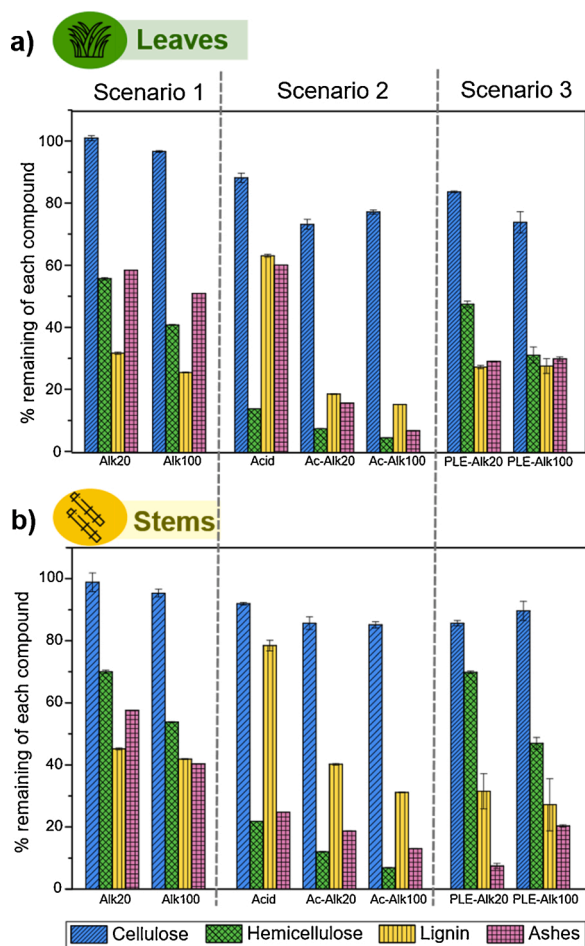 a) Leaves
Scenario 1 Scenario 2 Scenario 3
% remaining of each compound
100
80
60
40
20
0
Alk20 Alk100 Acid Ac-Alk20 Ac-Alk100 PLE-Alk20 PLE-Alk100
b) Stems
% remaining of each compound
100
80
60
40
20
0
Alk20 Alk100 Acid Ac-Alk20 Ac-Alk100 PLE-Alk20 PLE-Alk100
Cellulose Hemicellulose Lignin Ashes